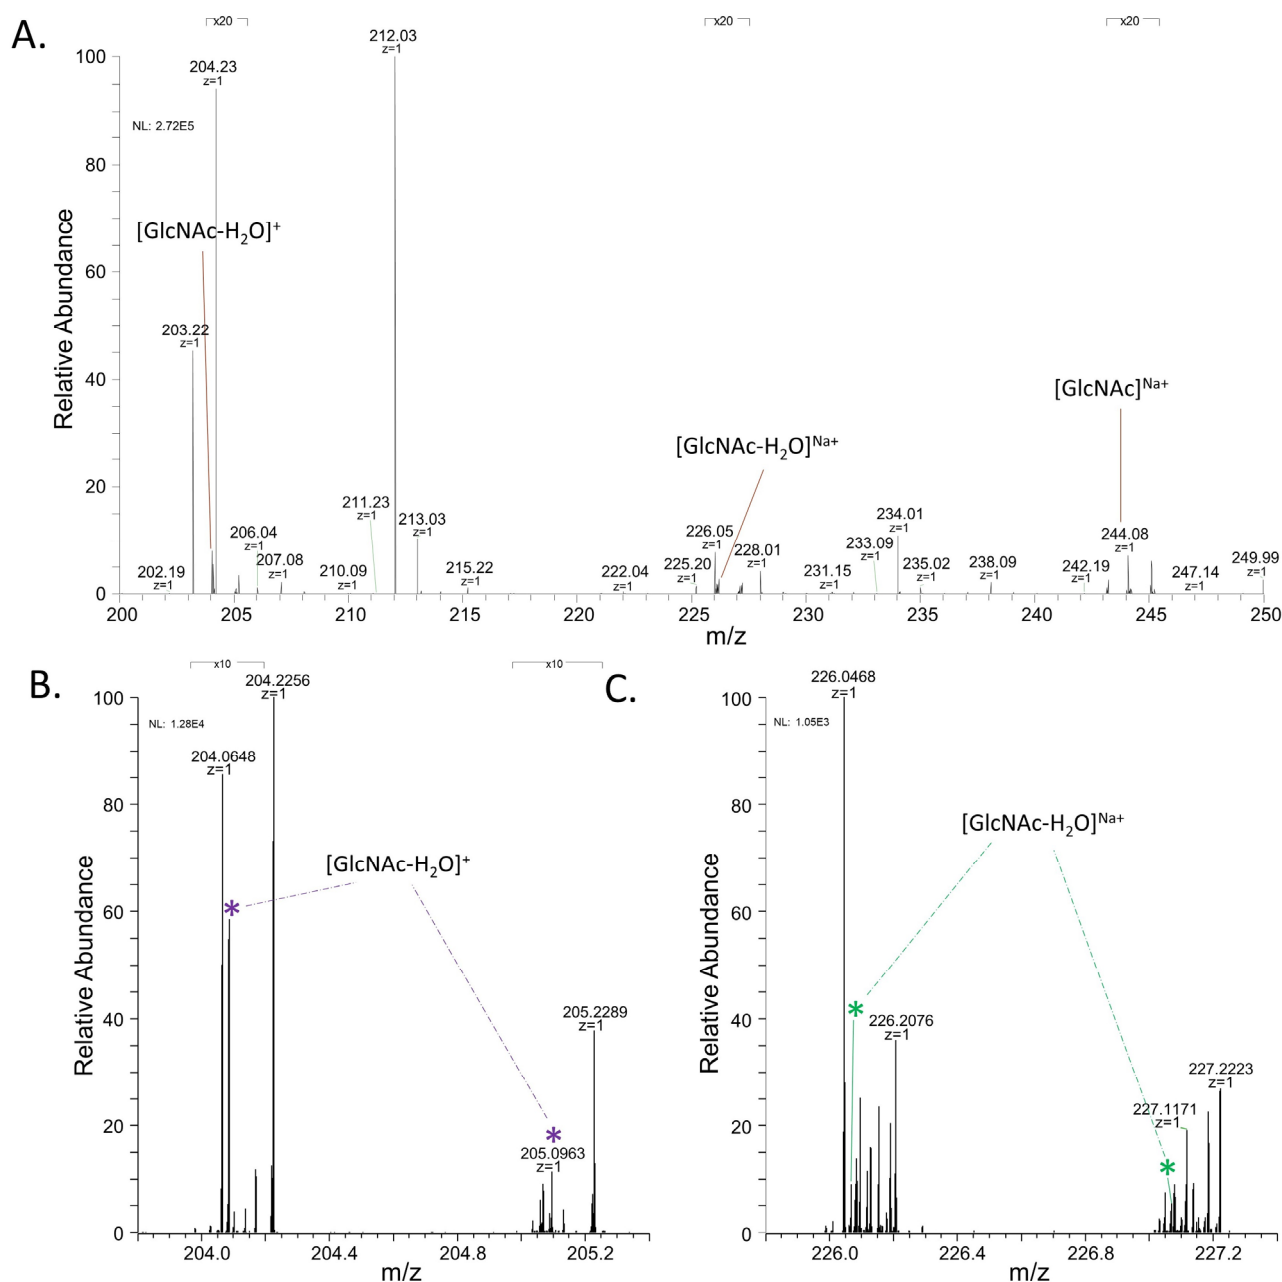 A.
x20
x20
x20
100
80
60
40
20
0
Relative Abundance
NL: 2.72E5
212.03
z=1
204.23
z=1
[GlcNAc-H₂O]⁺
203.22
z=1
202.19
z=1
206.04
z=1
207.08
z=1
210.09
z=1
211.23
z=1
213.03
z=1
215.22
z=1
222.04
z=1
225.20
z=1
226.05
z=1
[GlcNAc-H₂O]ᴺᵃ⁺
228.01
z=1
231.15
z=1
233.09
z=1
234.01
z=1
235.02
z=1
238.09
z=1
242.19
z=1
[GlcNAc]ᴺᵃ⁺
244.08
z=1
247.14
z=1
249.99
z=1
200 205 210 215 220 225 230 235 240 245 250
m/z
B.
x10
x10
100
80
60
40
20
0
Relative Abundance
NL: 1.28E4
204.2256
z=1
204.0648
z=1
[GlcNAc-H₂O]⁺
*
*
205.2289
z=1
205.0963
z=1
204.0 204.4 204.8 205.2
m/z
C.
100
80
60
40
20
0
Relative Abundance
NL: 1.05E3
226.0468
z=1
[GlcNAc-H₂O]ᴺᵃ⁺
*
*
226.2076
z=1
227.2223
z=1
227.1171
z=1
226.0 226.4 226.8 227.2
m/z